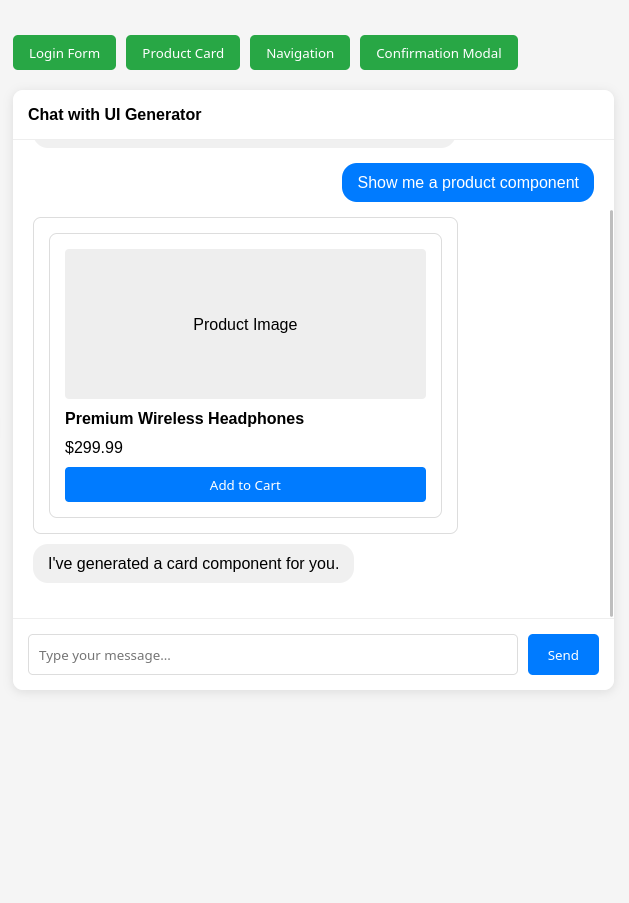 Login Form
Product Card
Navigation
Confirmation Modal
Chat with UI Generator
Show me a product component
Product Image
Premium Wireless Headphones
$299.99
Add to Cart
I've generated a card component for you.
Type your message...
Send